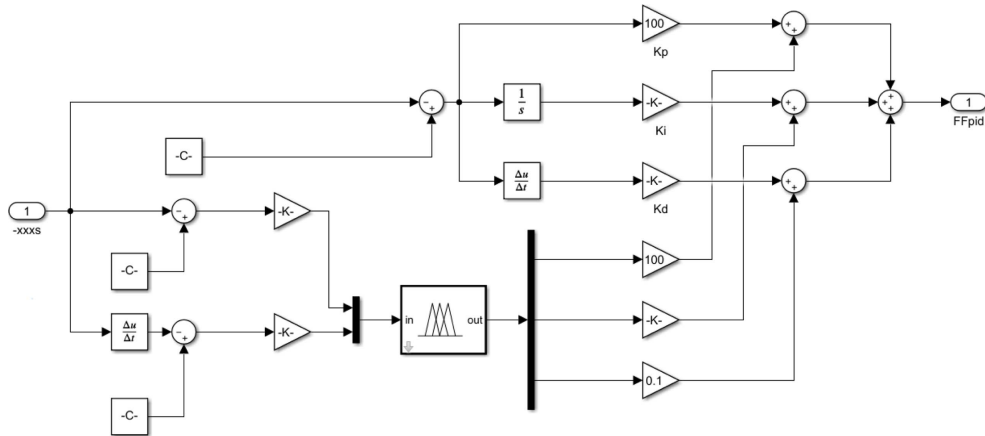 100
+
+
Kp
1
s
-K-
+
+
Ki
−
+
+
+
+
1
FFpid
-C-
Δu
Δt
-K-
+
+
Kd
1
-xxxs
−
+
-K-
-C-
100
in
out
Δu
Δt
−
+
-K-
-K-
0.1
-C-